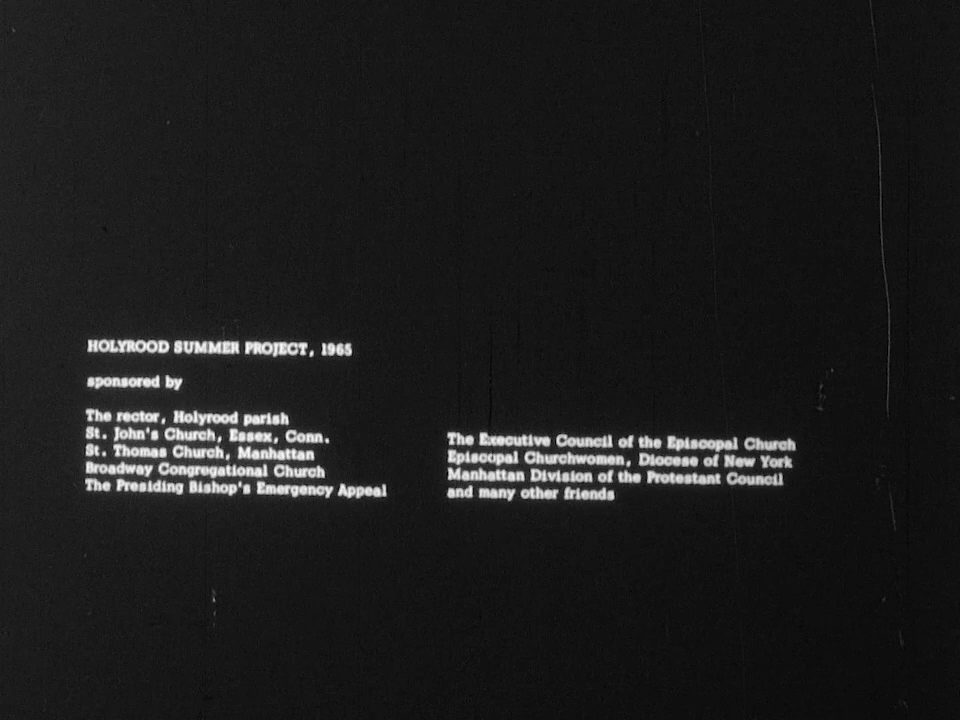 HOLYROOD SUMMER PROJECT, 1965
sponsored by
The rector, Holyrood parish
St. John's Church, Essex, Conn.
St. Thomas Church, Manhattan
Broadway Congregational Church
The Presiding Bishop's Emergency Appeal
The Executive Council of the Episcopal Church
Episcopal Churchwomen, Diocese of New York
Manhattan Division of the Protestant Council
and many other friends